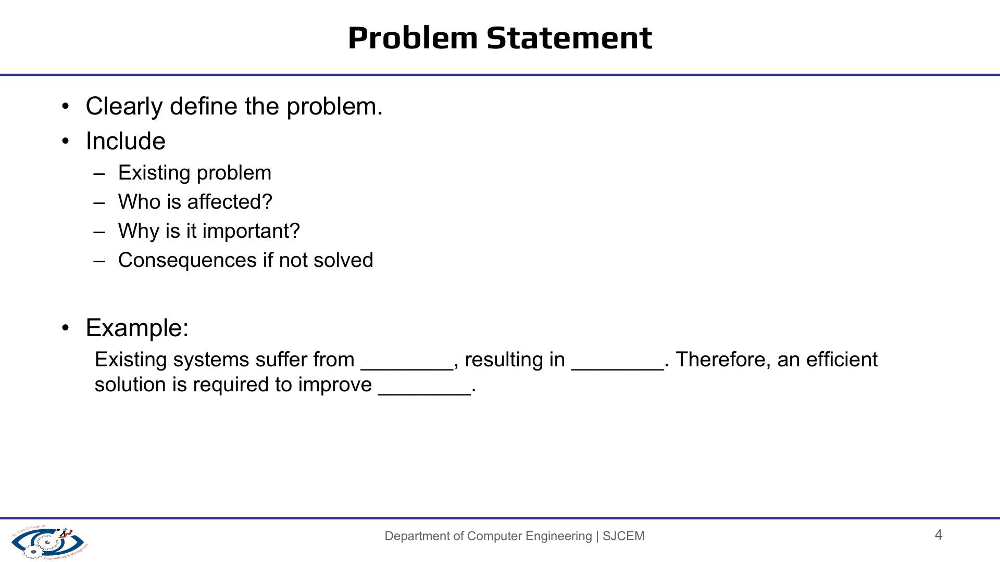 Problem Statement
• Clearly define the problem.
• Include
– Existing problem
– Who is affected?
– Why is it important?
– Consequences if not solved
• Example:
Existing systems suffer from ________, resulting in ________. Therefore, an efficient
solution is required to improve ________.
St. John College of
Engineering & Management
Department of Computer Engineering | SJCEM
4